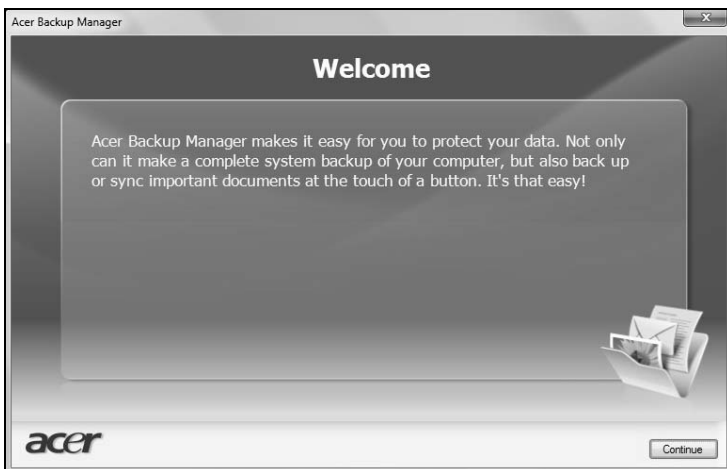 Acer Backup Manager
x
Welcome
Acer Backup Manager makes it easy for you to protect your data. Not only
can it make a complete system backup of your computer, but also back up
or sync important documents at the touch of a button. It's that easy!
acer
Continue